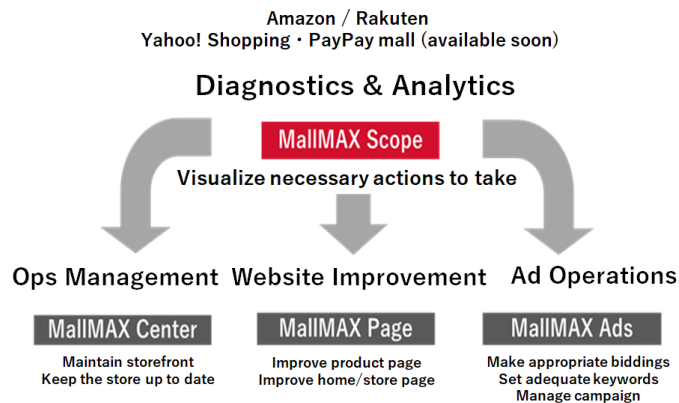 Amazon / Rakuten
Yahoo! Shopping・PayPay mall (available soon)
Diagnostics & Analytics
MallMAX Scope
Visualize necessary actions to take
Ops Management
Website Improvement
Ad Operations
MallMAX Center
MallMAX Page
MallMAX Ads
Maintain storefront
Keep the store up to date
Improve product page
Improve home/store page
Make appropriate biddings
Set adequate keywords
Manage campaign